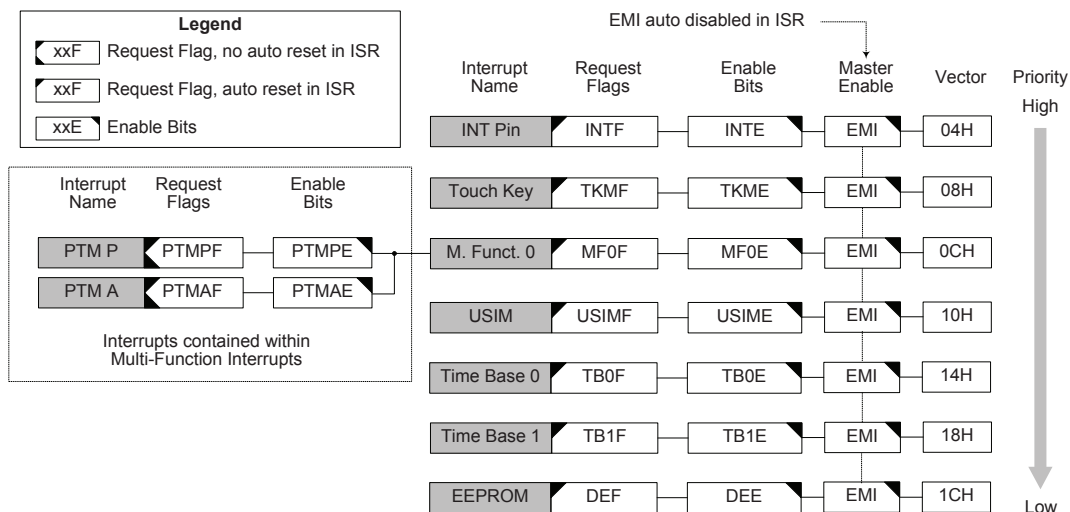 Legend
xxF Request Flag, no auto reset in ISR
xxF Request Flag, auto reset in ISR
xxE Enable Bits
EMI auto disabled in ISR
Interrupt Name Request Flags Enable Bits Master Enable Vector Priority
High
INT Pin INTF INTE EMI 04H
Touch Key TKMF TKME EMI 08H
Interrupt Name Request Flags Enable Bits
PTM P PTMPF PTMPE M. Funct. 0 MF0F MF0E EMI 0CH
PTM A PTMAF PTMAE
Interrupts contained within
Multi-Function Interrupts
USIM USIMF USIME EMI 10H
Time Base 0 TB0F TB0E EMI 14H
Time Base 1 TB1F TB1E EMI 18H
EEPROM DEF DEE EMI 1CH
Low